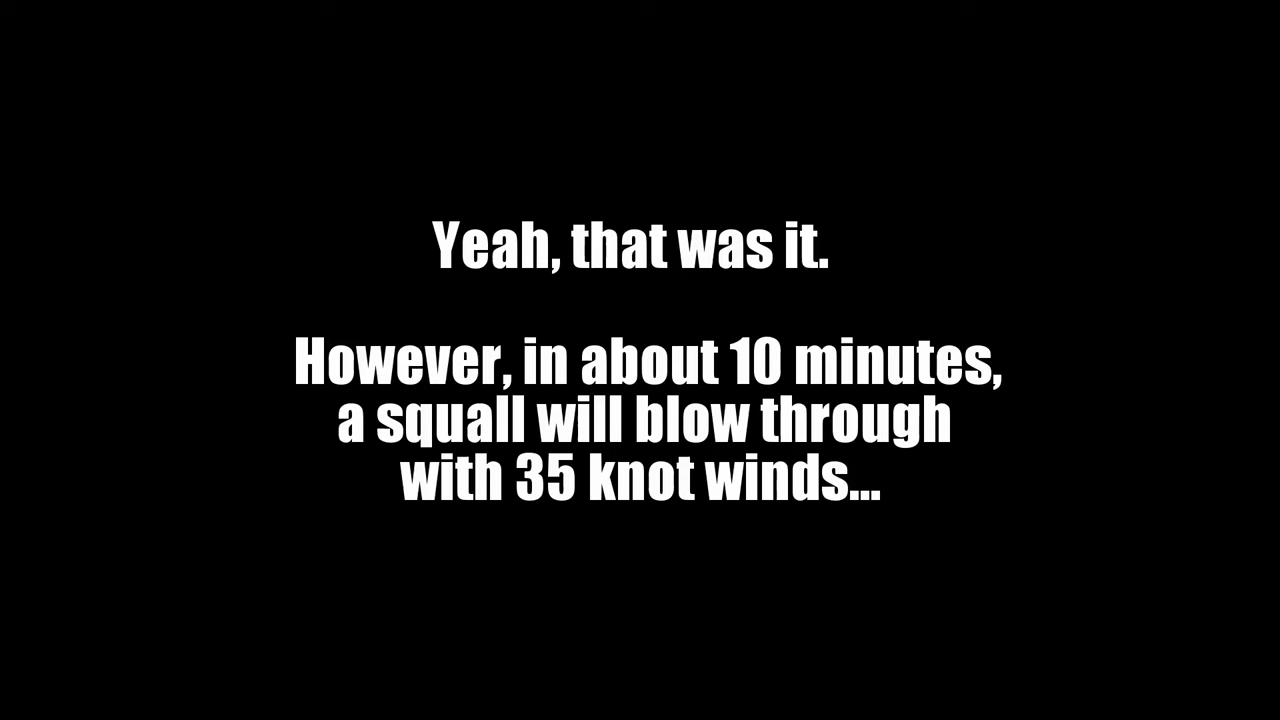 Yeah, that was it.
However, in about 10 minutes,
a squall will blow through
with 35 knot winds...